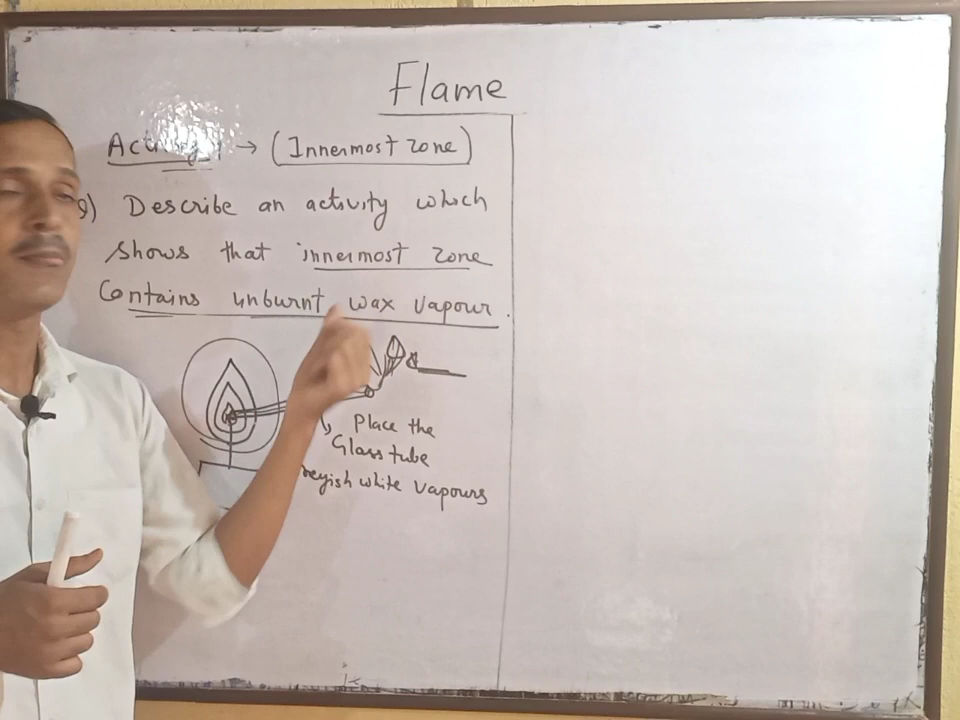 Flame
Activity → (Innermost zone)
Q) Describe an activity which
shows that innermost zone
Contains unburnt wax vapour.
↳ Place the
Glass tube
white vapours